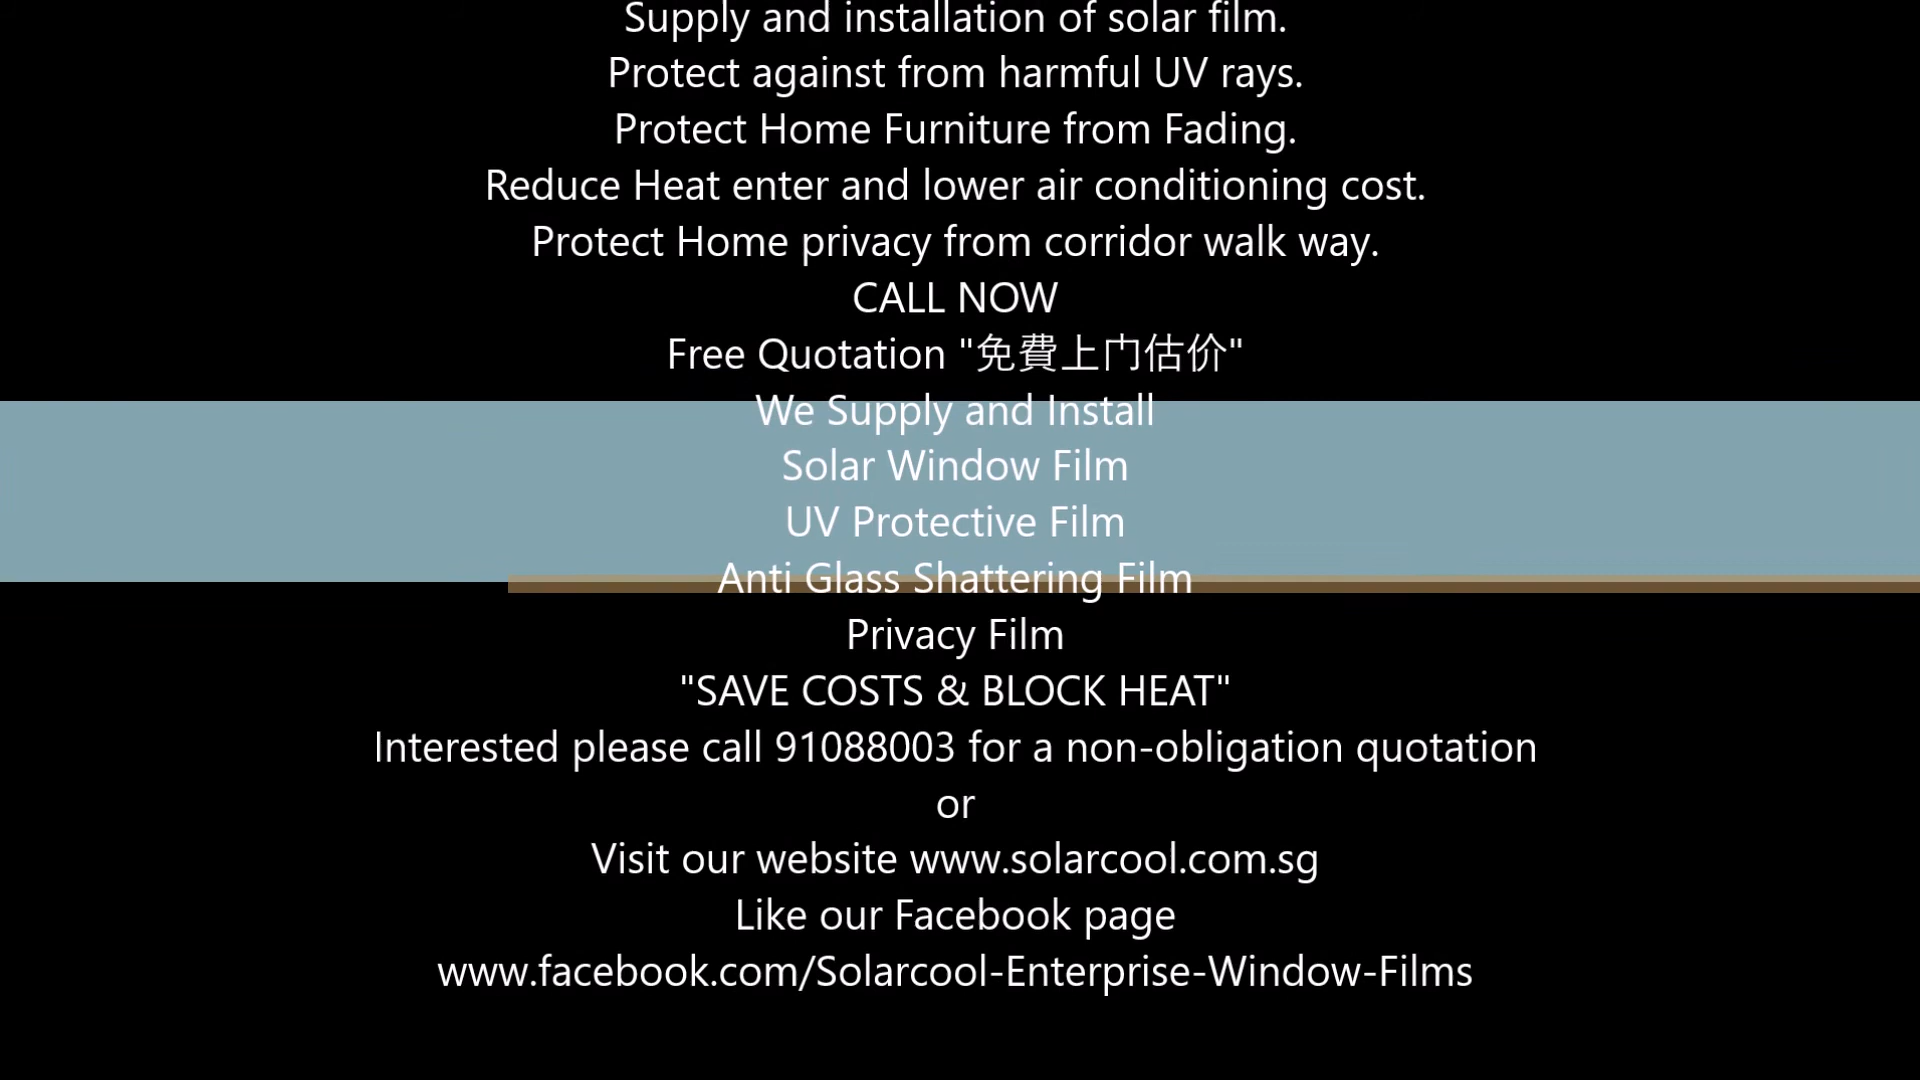 Supply and installation of solar film.
Protect against from harmful UV rays.
Protect Home Furniture from Fading.
Reduce Heat enter and lower air conditioning cost.
Protect Home privacy from corridor walk way.
CALL NOW
Free Quotation "免費上门估价"
We Supply and Install
Solar Window Film
UV Protective Film
Anti Glass Shattering Film
Privacy Film
"SAVE COSTS & BLOCK HEAT"
Interested please call 91088003 for a non-obligation quotation
or
Visit our website www.solarcool.com.sg
Like our Facebook page
www.facebook.com/Solarcool-Enterprise-Window-Films